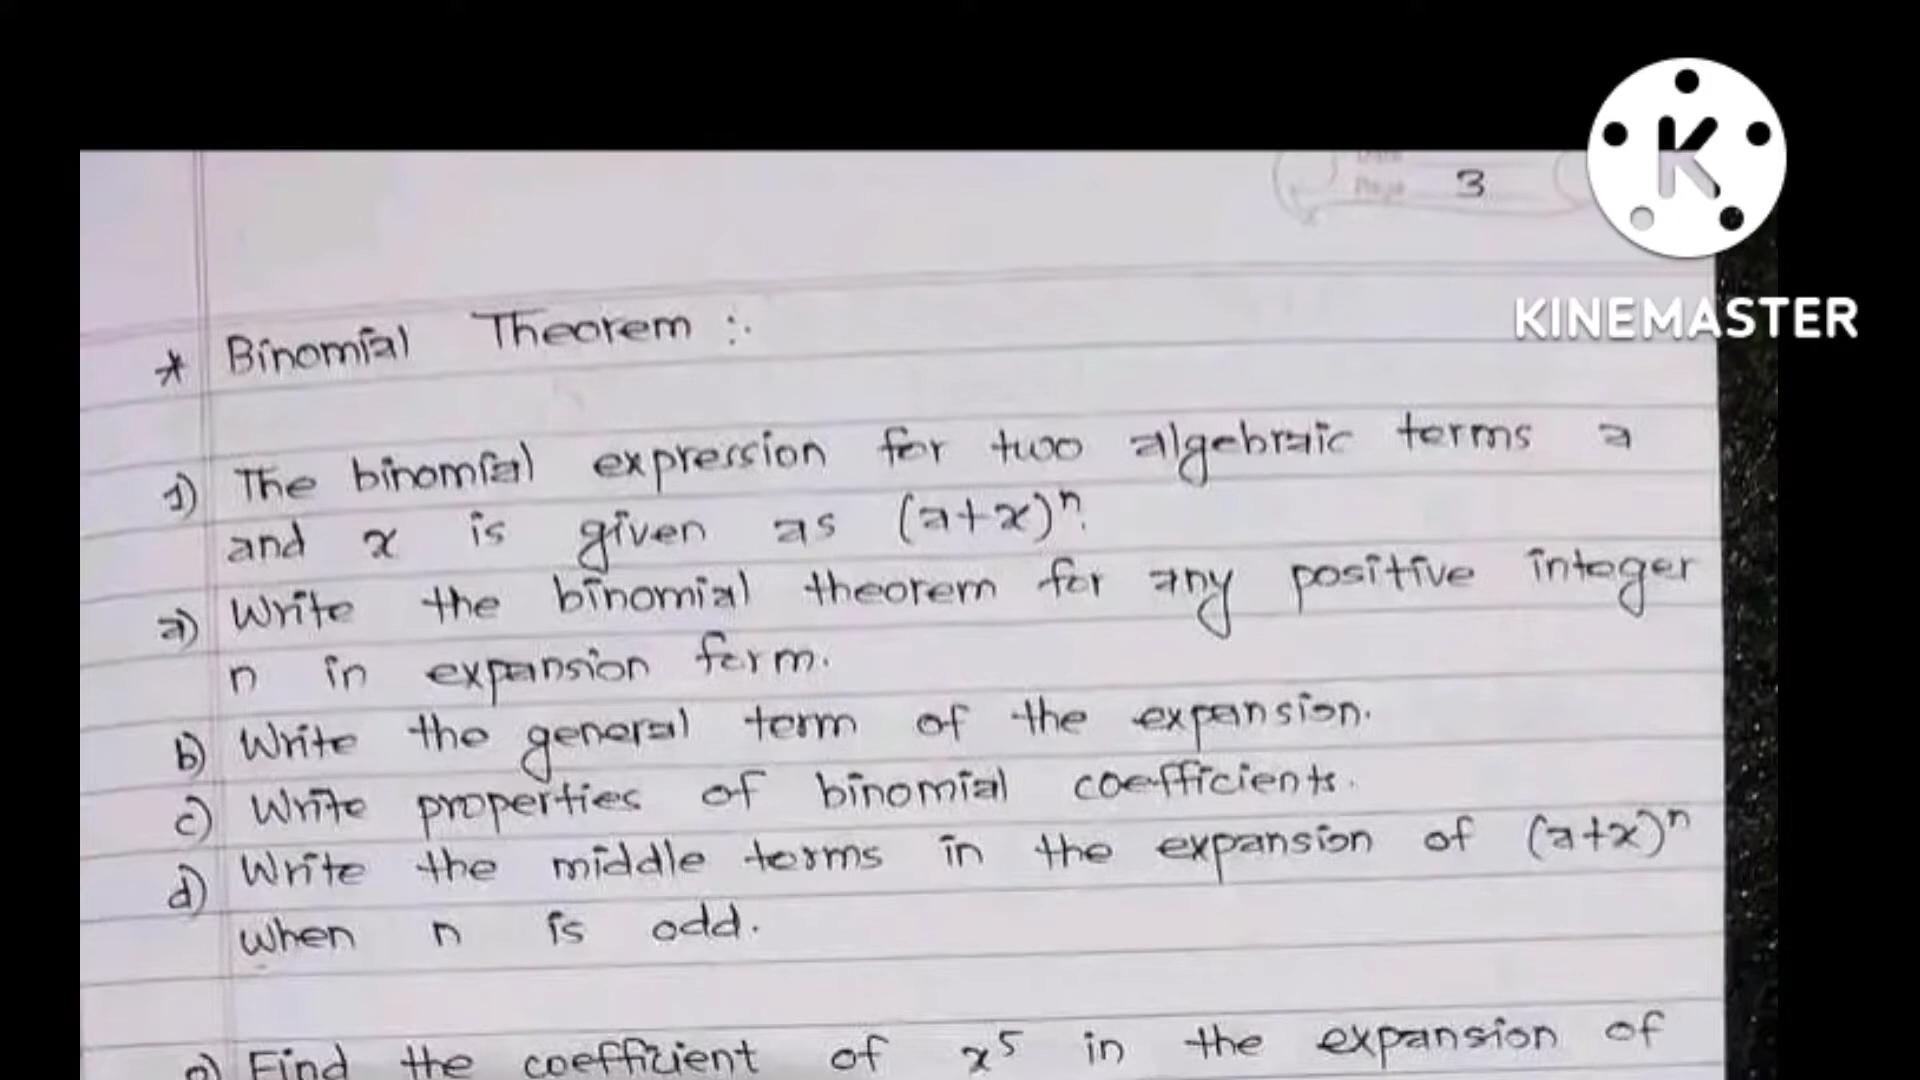 3
KINEMASTER
* Binomial Theorem :.
1) The binomial expression for two algebraic terms a
and x is given as (a+x)ⁿ.
a) Write the binomial theorem for any positive integer
n in expansion form.
b) Write the general term of the expansion.
c) Write properties of binomial coefficients.
d) Write the middle terms in the expansion of (a+x)ⁿ
when n is odd.
Find the coefficient of x⁵ in the expansion of